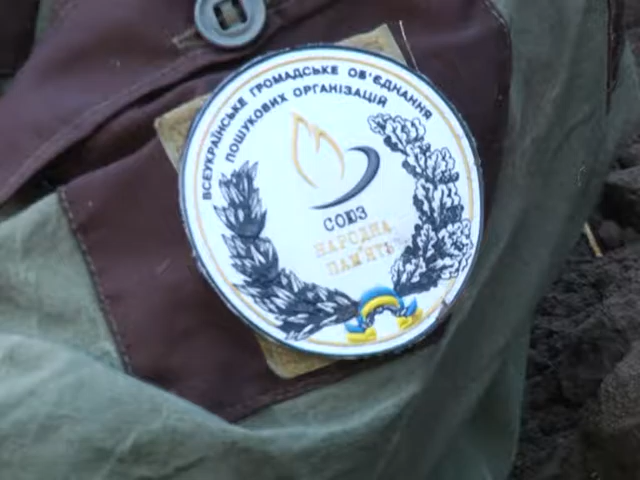 ВСЕУКРАЇНСЬКЕ ГРОМАДСЬКЕ ОБ'ЄДНАННЯ
ПОШУКОВИХ ОРГАНІЗАЦІЙ
СОЮЗ
НАРОДНА
ПАМ'ЯТЬ"